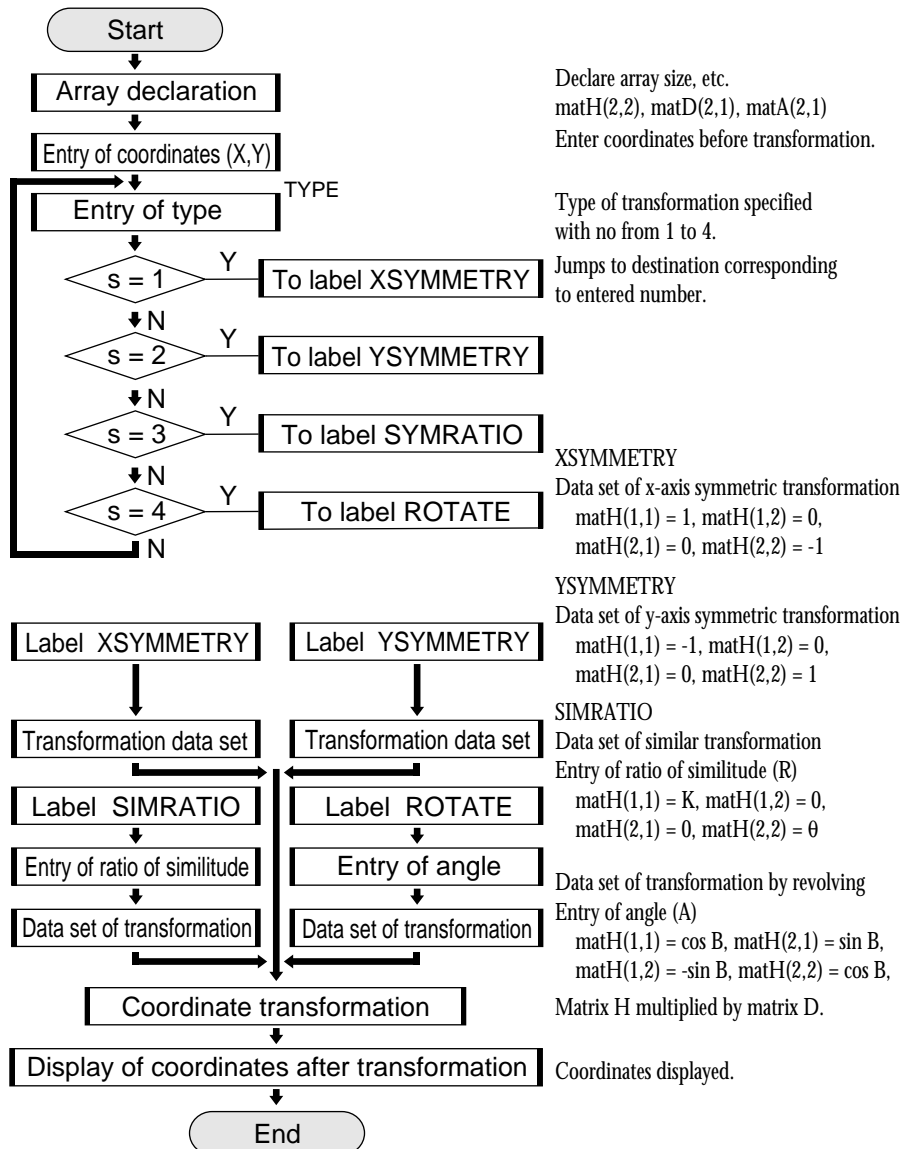 Start
Array declaration
Entry of coordinates (X,Y)
TYPE
Entry of type
s = 1
Y
To label XSYMMETRY
N
s = 2
Y
To label YSYMMETRY
N
s = 3
Y
To label SYMRATIO
N
s = 4
Y
To label ROTATE
N
Label XSYMMETRY
Label YSYMMETRY
Transformation data set
Transformation data set
Label SIMRATIO
Label ROTATE
Entry of ratio of similitude
Entry of angle
Data set of transformation
Data set of transformation
Coordinate transformation
Display of coordinates after transformation
End
Declare array size, etc.
matH(2,2), matD(2,1), matA(2,1)
Enter coordinates before transformation.
Type of transformation specified
with no from 1 to 4.
Jumps to destination corresponding
to entered number.
XSYMMETRY
Data set of x-axis symmetric transformation
matH(1,1) = 1, matH(1,2) = 0,
matH(2,1) = 0, matH(2,2) = -1
YSYMMETRY
Data set of y-axis symmetric transformation
matH(1,1) = -1, matH(1,2) = 0,
matH(2,1) = 0, matH(2,2) = 1
SIMRATIO
Data set of similar transformation
Entry of ratio of similitude (R)
matH(1,1) = K, matH(1,2) = 0,
matH(2,1) = 0, matH(2,2) = θ
Data set of transformation by revolving
Entry of angle (A)
matH(1,1) = cos B, matH(2,1) = sin B,
matH(1,2) = -sin B, matH(2,2) = cos B,
Matrix H multiplied by matrix D.
Coordinates displayed.